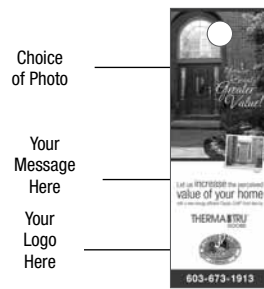 Choice
of Photo
Greater
Value!
Your
Message
Here
Let us increase the perceived
value of your home
Your
Logo
Here
THERMA TRU
DOORS
603-673-1913